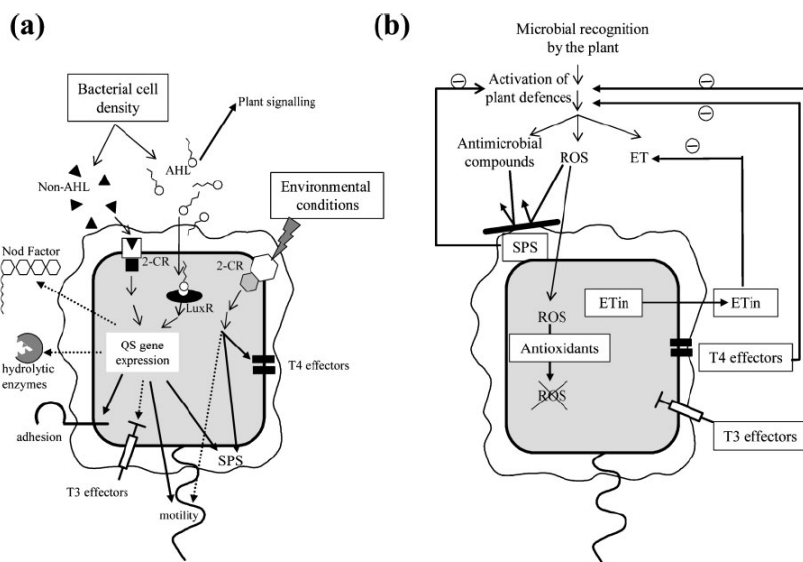 (a)
Bacterial cell
density
Plant signalling
AHL
Non-AHL
Environmental
conditions
Nod Factor
2-CR
2-CR
LuxR
QS gene
expression
T4 effectors
hydrolytic
enzymes
adhesion
SPS
T3 effectors
motility
(b)
Microbial recognition
by the plant
Activation of
plant defences
Antimicrobial
compounds
ROS
ET
SPS
ETin
ETin
ROS
Antioxidants
T4 effectors
ROS
T3 effectors